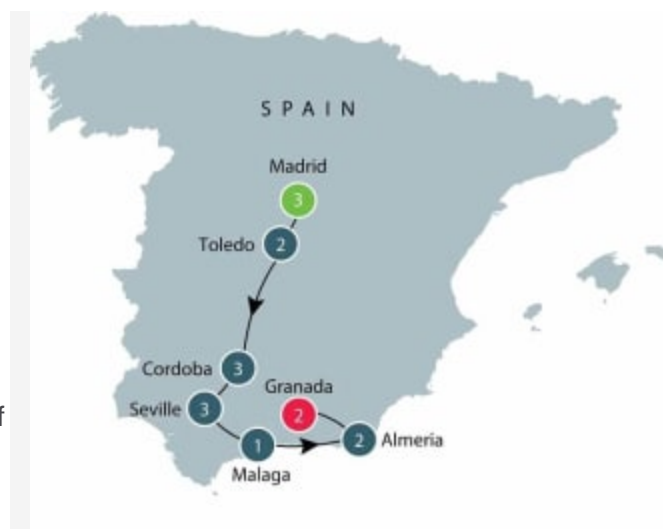 SPAIN
Madrid
3
Toledo 2
Cordoba 3
Granada
Seville 3
2
1
2 Almeria
Malaga
f